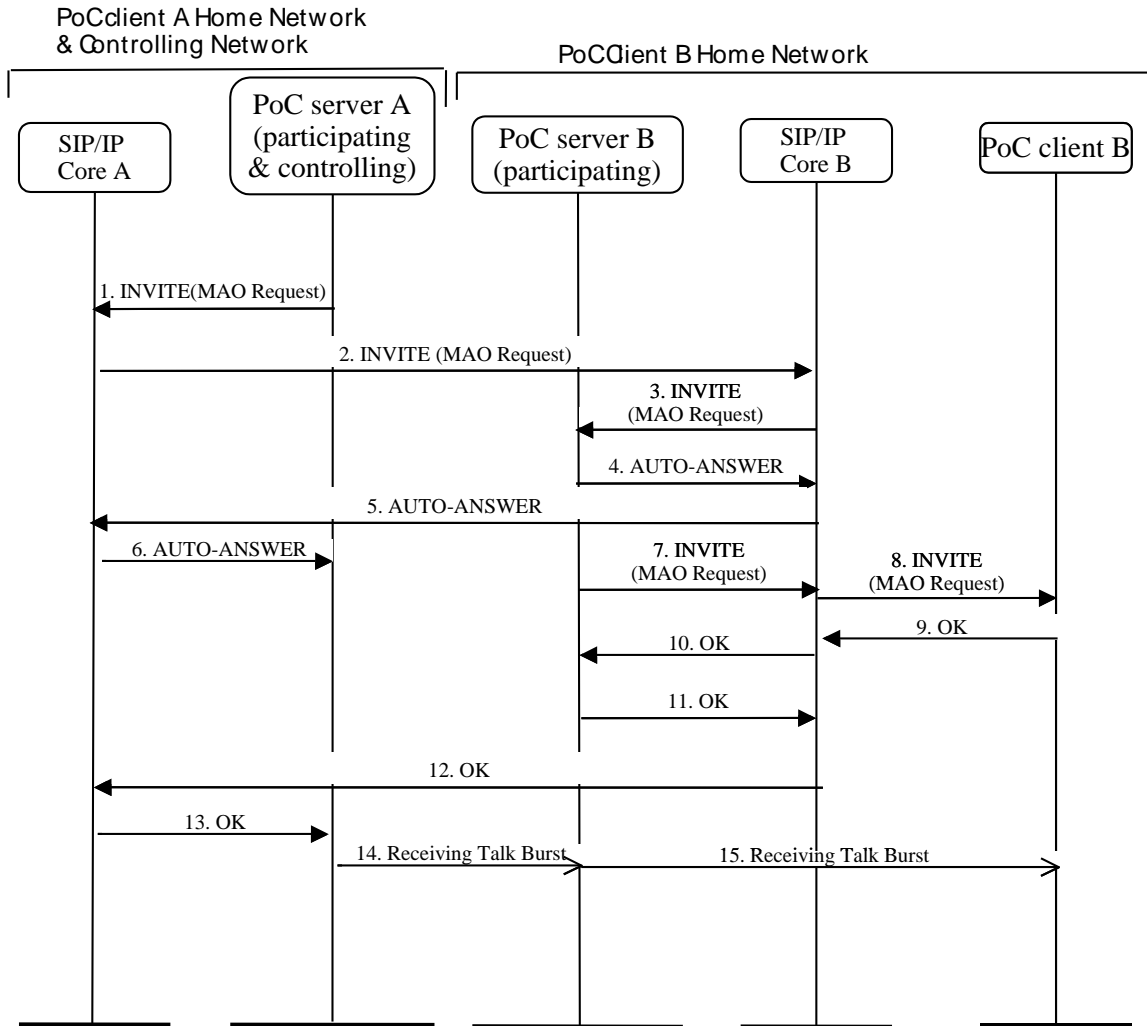 PoCclient A Home Network
& Controlling Network
PoCClient B Home Network
SIP/IP
Core A
PoC server A
(participating
& controlling)
PoC server B
(participating)
SIP/IP
Core B
PoC client B
1. INVITE(MAO Request)
2. INVITE (MAO Request)
3. INVITE
(MAO Request)
4. AUTO-ANSWER
5. AUTO-ANSWER
6. AUTO-ANSWER
7. INVITE
(MAO Request)
8. INVITE
(MAO Request)
9. OK
10. OK
11. OK
12. OK
13. OK
14. Receiving Talk Burst
15. Receiving Talk Burst